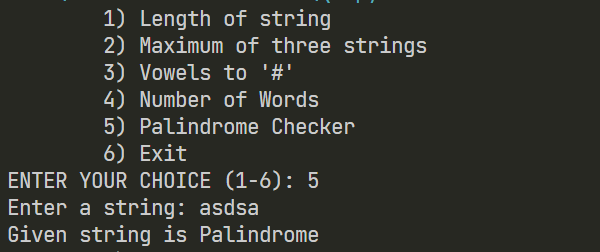 1) Length of string
2) Maximum of three strings
3) Vowels to '#'
4) Number of Words
5) Palindrome Checker
6) Exit
ENTER YOUR CHOICE (1-6): 5
Enter a string: asdsa
Given string is Palindrome